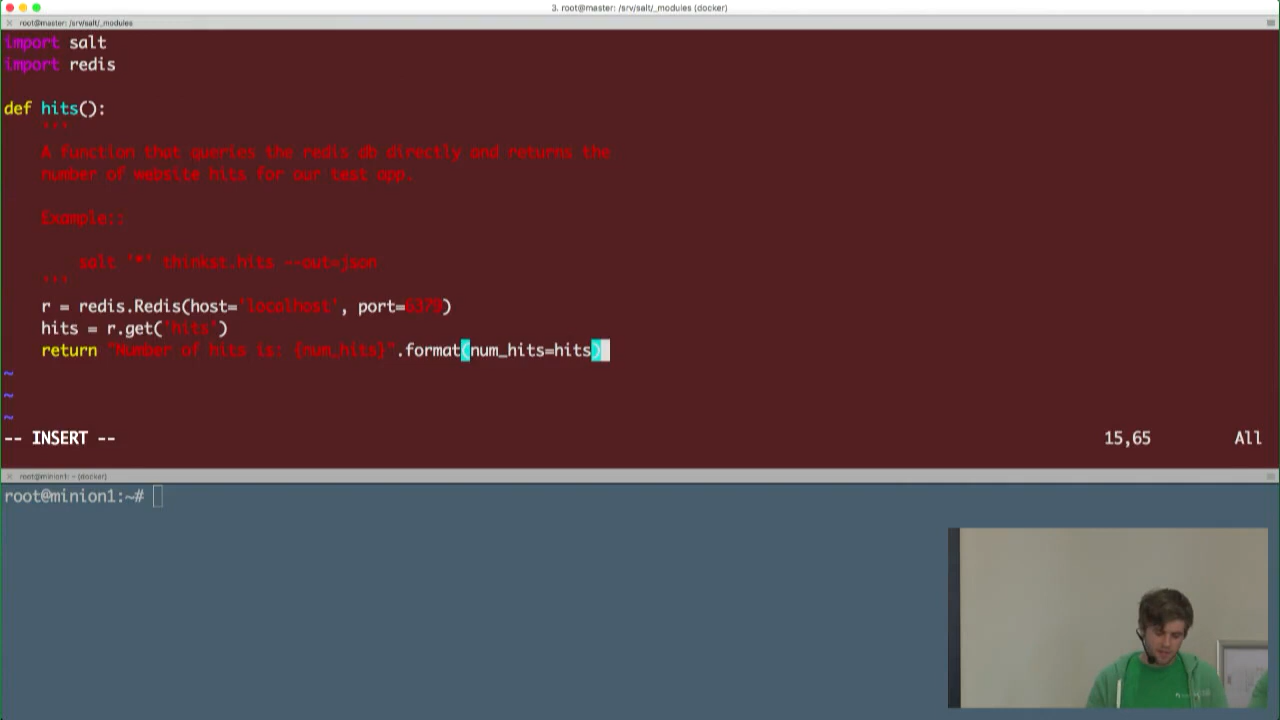 3. root@master: /srv/salt/_modules (docker)
root@master: /srv/salt/_modules
import salt
import redis
def hits():
'''
A function that queries the redis db directly and returns the
number of website hits for our test app.
Example::
salt '*' thinkst.hits --out=json
'''
r = redis.Redis(host='localhost', port=6379)
hits = r.get('hits')
return "Number of hits is: {num_hits}".format(num_hits=hits)
~
~
~
-- INSERT -- 15,65 All
root@minion1: ~ (docker)
root@minion1:~#